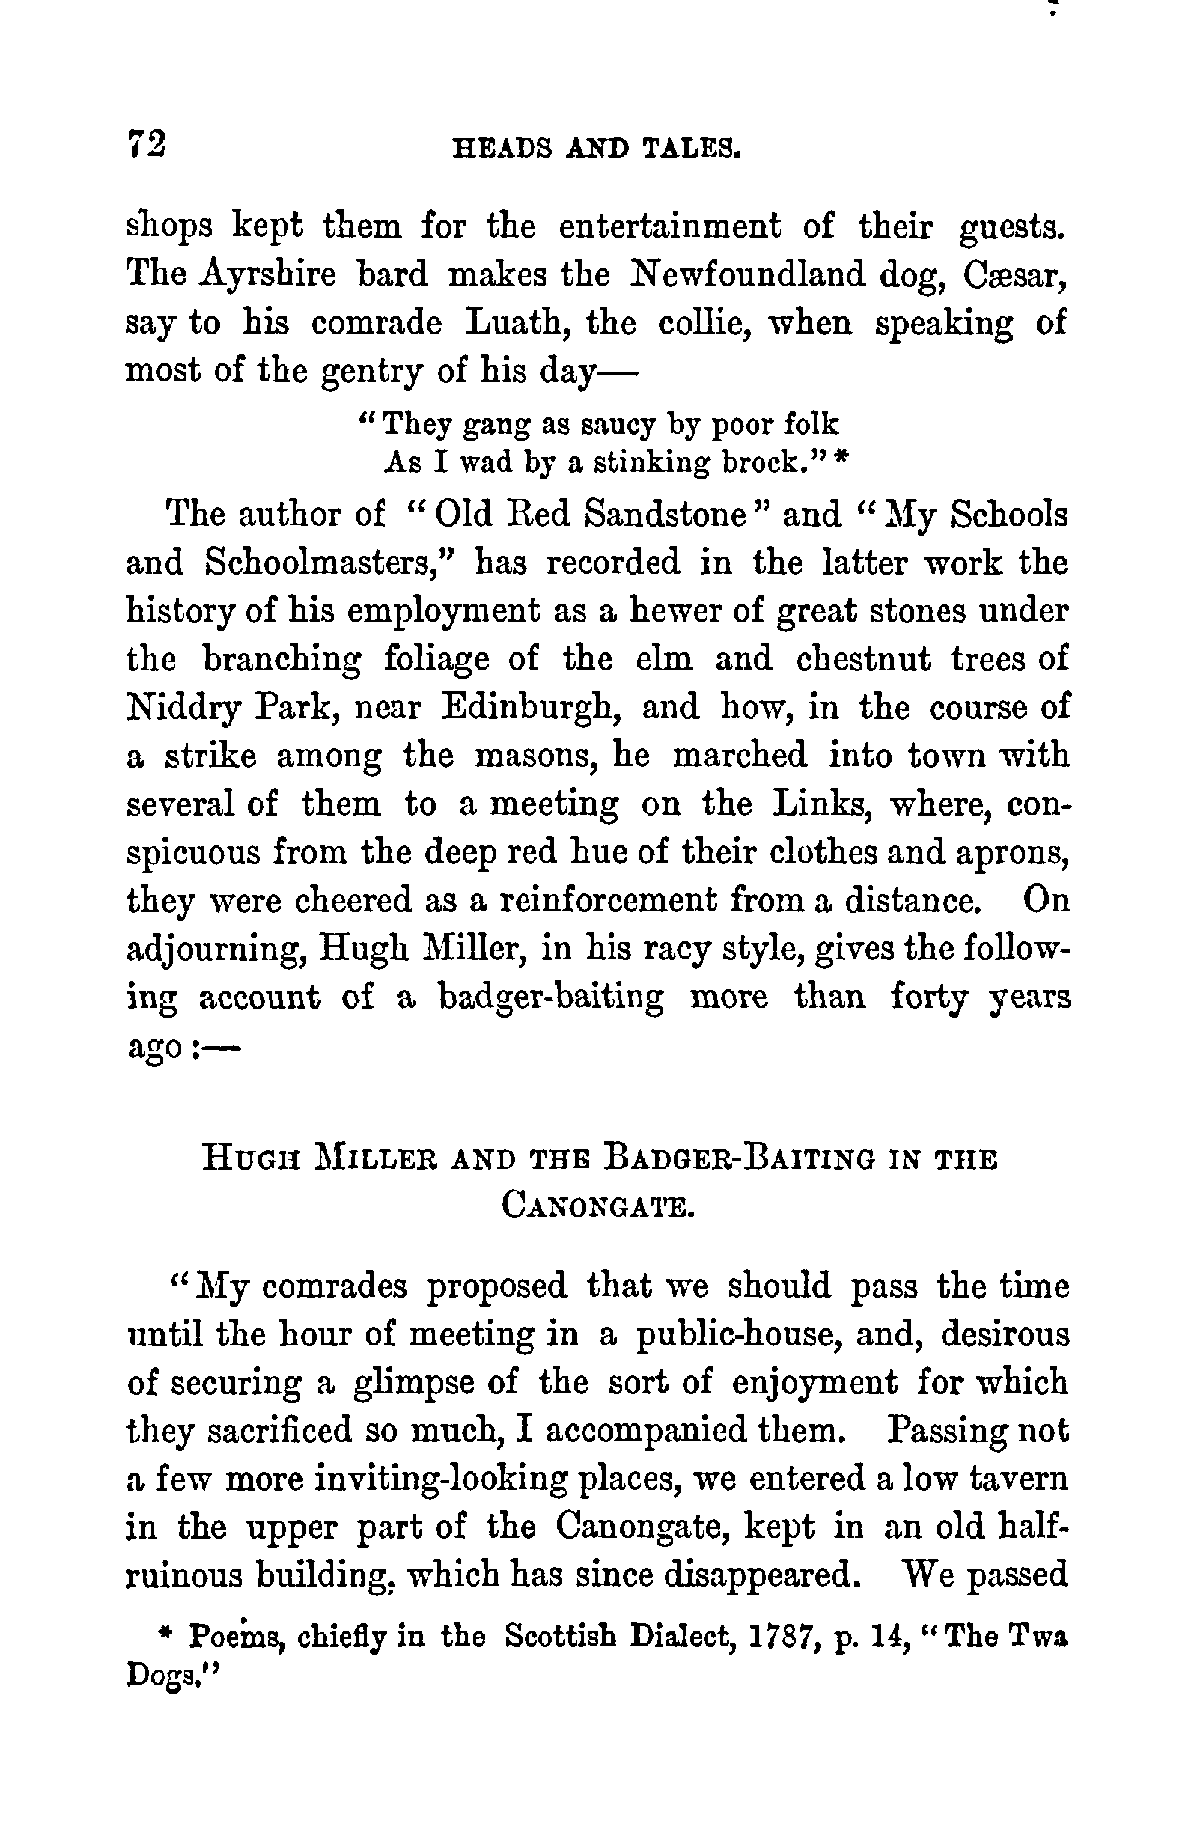 72 HEADS AND TALES.
shops kept them for the entertainment of their guests.
The Ayrshire bard makes the Newfoundland dog, Cæsar,
say to his comrade Luath, the collie, when speaking of
most of the gentry of his day—
"They gang as saucy by poor folk
As I wad by a stinking brock."*
The author of "Old Red Sandstone" and "My Schools
and Schoolmasters," has recorded in the latter work the
history of his employment as a hewer of great stones under
the branching foliage of the elm and chestnut trees of
Niddry Park, near Edinburgh, and how, in the course of
a strike among the masons, he marched into town with
several of them to a meeting on the Links, where, con-
spicuous from the deep red hue of their clothes and aprons,
they were cheered as a reinforcement from a distance. On
adjourning, Hugh Miller, in his racy style, gives the follow-
ing account of a badger-baiting more than forty years
ago:—
HUGH MILLER AND THE BADGER-BAITING IN THE
CANONGATE.
"My comrades proposed that we should pass the time
until the hour of meeting in a public-house, and, desirous
of securing a glimpse of the sort of enjoyment for which
they sacrificed so much, I accompanied them. Passing not
a few more inviting-looking places, we entered a low tavern
in the upper part of the Canongate, kept in an old half-
ruinous building, which has since disappeared. We passed
* Poems, chiefly in the Scottish Dialect, 1787, p. 14, "The Twa
Dogs."